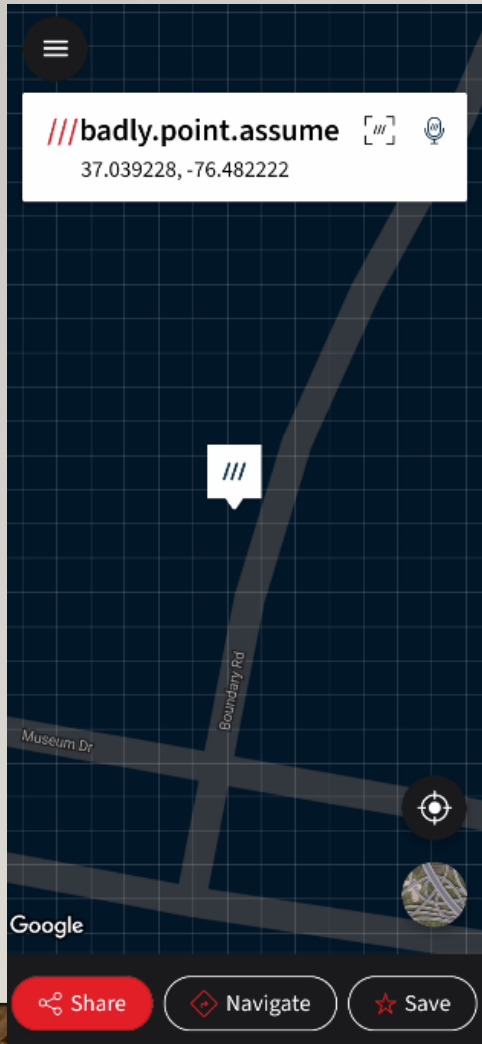 ///badly.point.assume
37.039228, -76.482222
///
Boundary Rd
Museum Dr
Google
Share
Navigate
Save